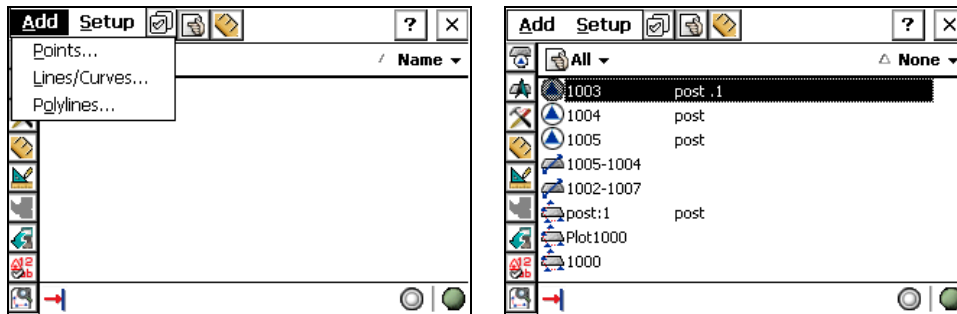 Add Setup ? ×
Points...
Lines/Curves...
Polylines...
/ Name
Add Setup ? ×
All None
1003 post .1
1004 post
1005 post
1005-1004
1002-1007
post:1 post
Plot1000
1000